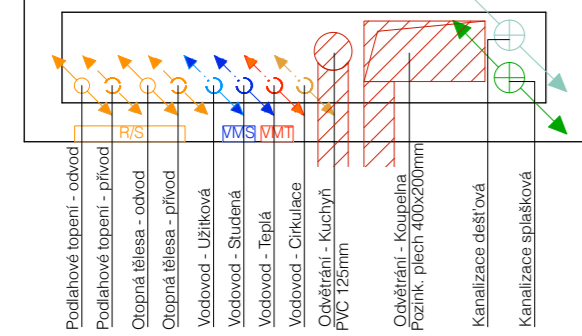 R/S
VMS
VMT
Podlahové topení - odvod
Podlahové topení - přívod
Otopná tělesa - odvod
Otopná tělesa - přívod
Vodovod - Užitková
Vodovod - Studená
Vodovod - Teplá
Vodovod - Cirkulace
Odvětrání - Kuchyň
PVC 125mm
Odvětrání - Koupelna
Pozink. plech 400x200mm
Kanalizace dešťová
Kanalizace splašková